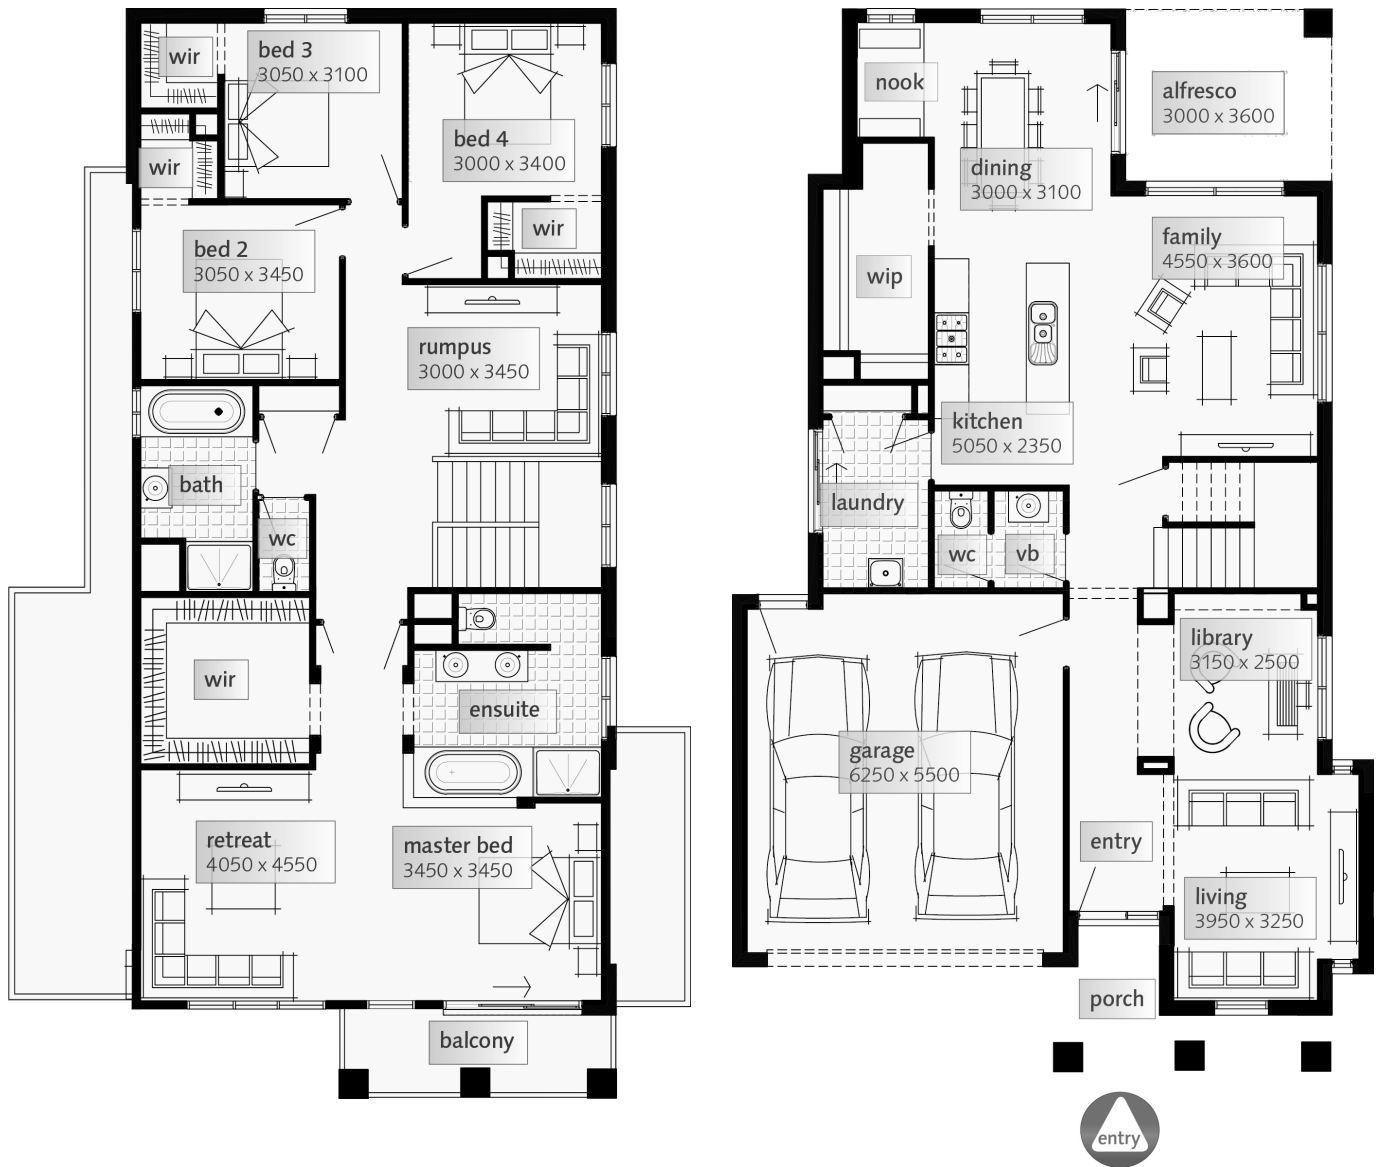 wir
bed 3
3050 x 3100
bed 4
3000 x 3400
wir
wir
bed 2
3050 x 3450
rumpus
3000 x 3450
bath
wc
wir
ensuite
retreat
4050 x 4550
master bed
3450 x 3450
balcony
nook
alfresco
3000 x 3600
dining
3000 x 3100
family
4550 x 3600
wip
kitchen
5050 x 2350
laundry
wc
vb
library
3150 x 2500
garage
6250 x 5500
entry
living
3950 x 3250
porch
entry